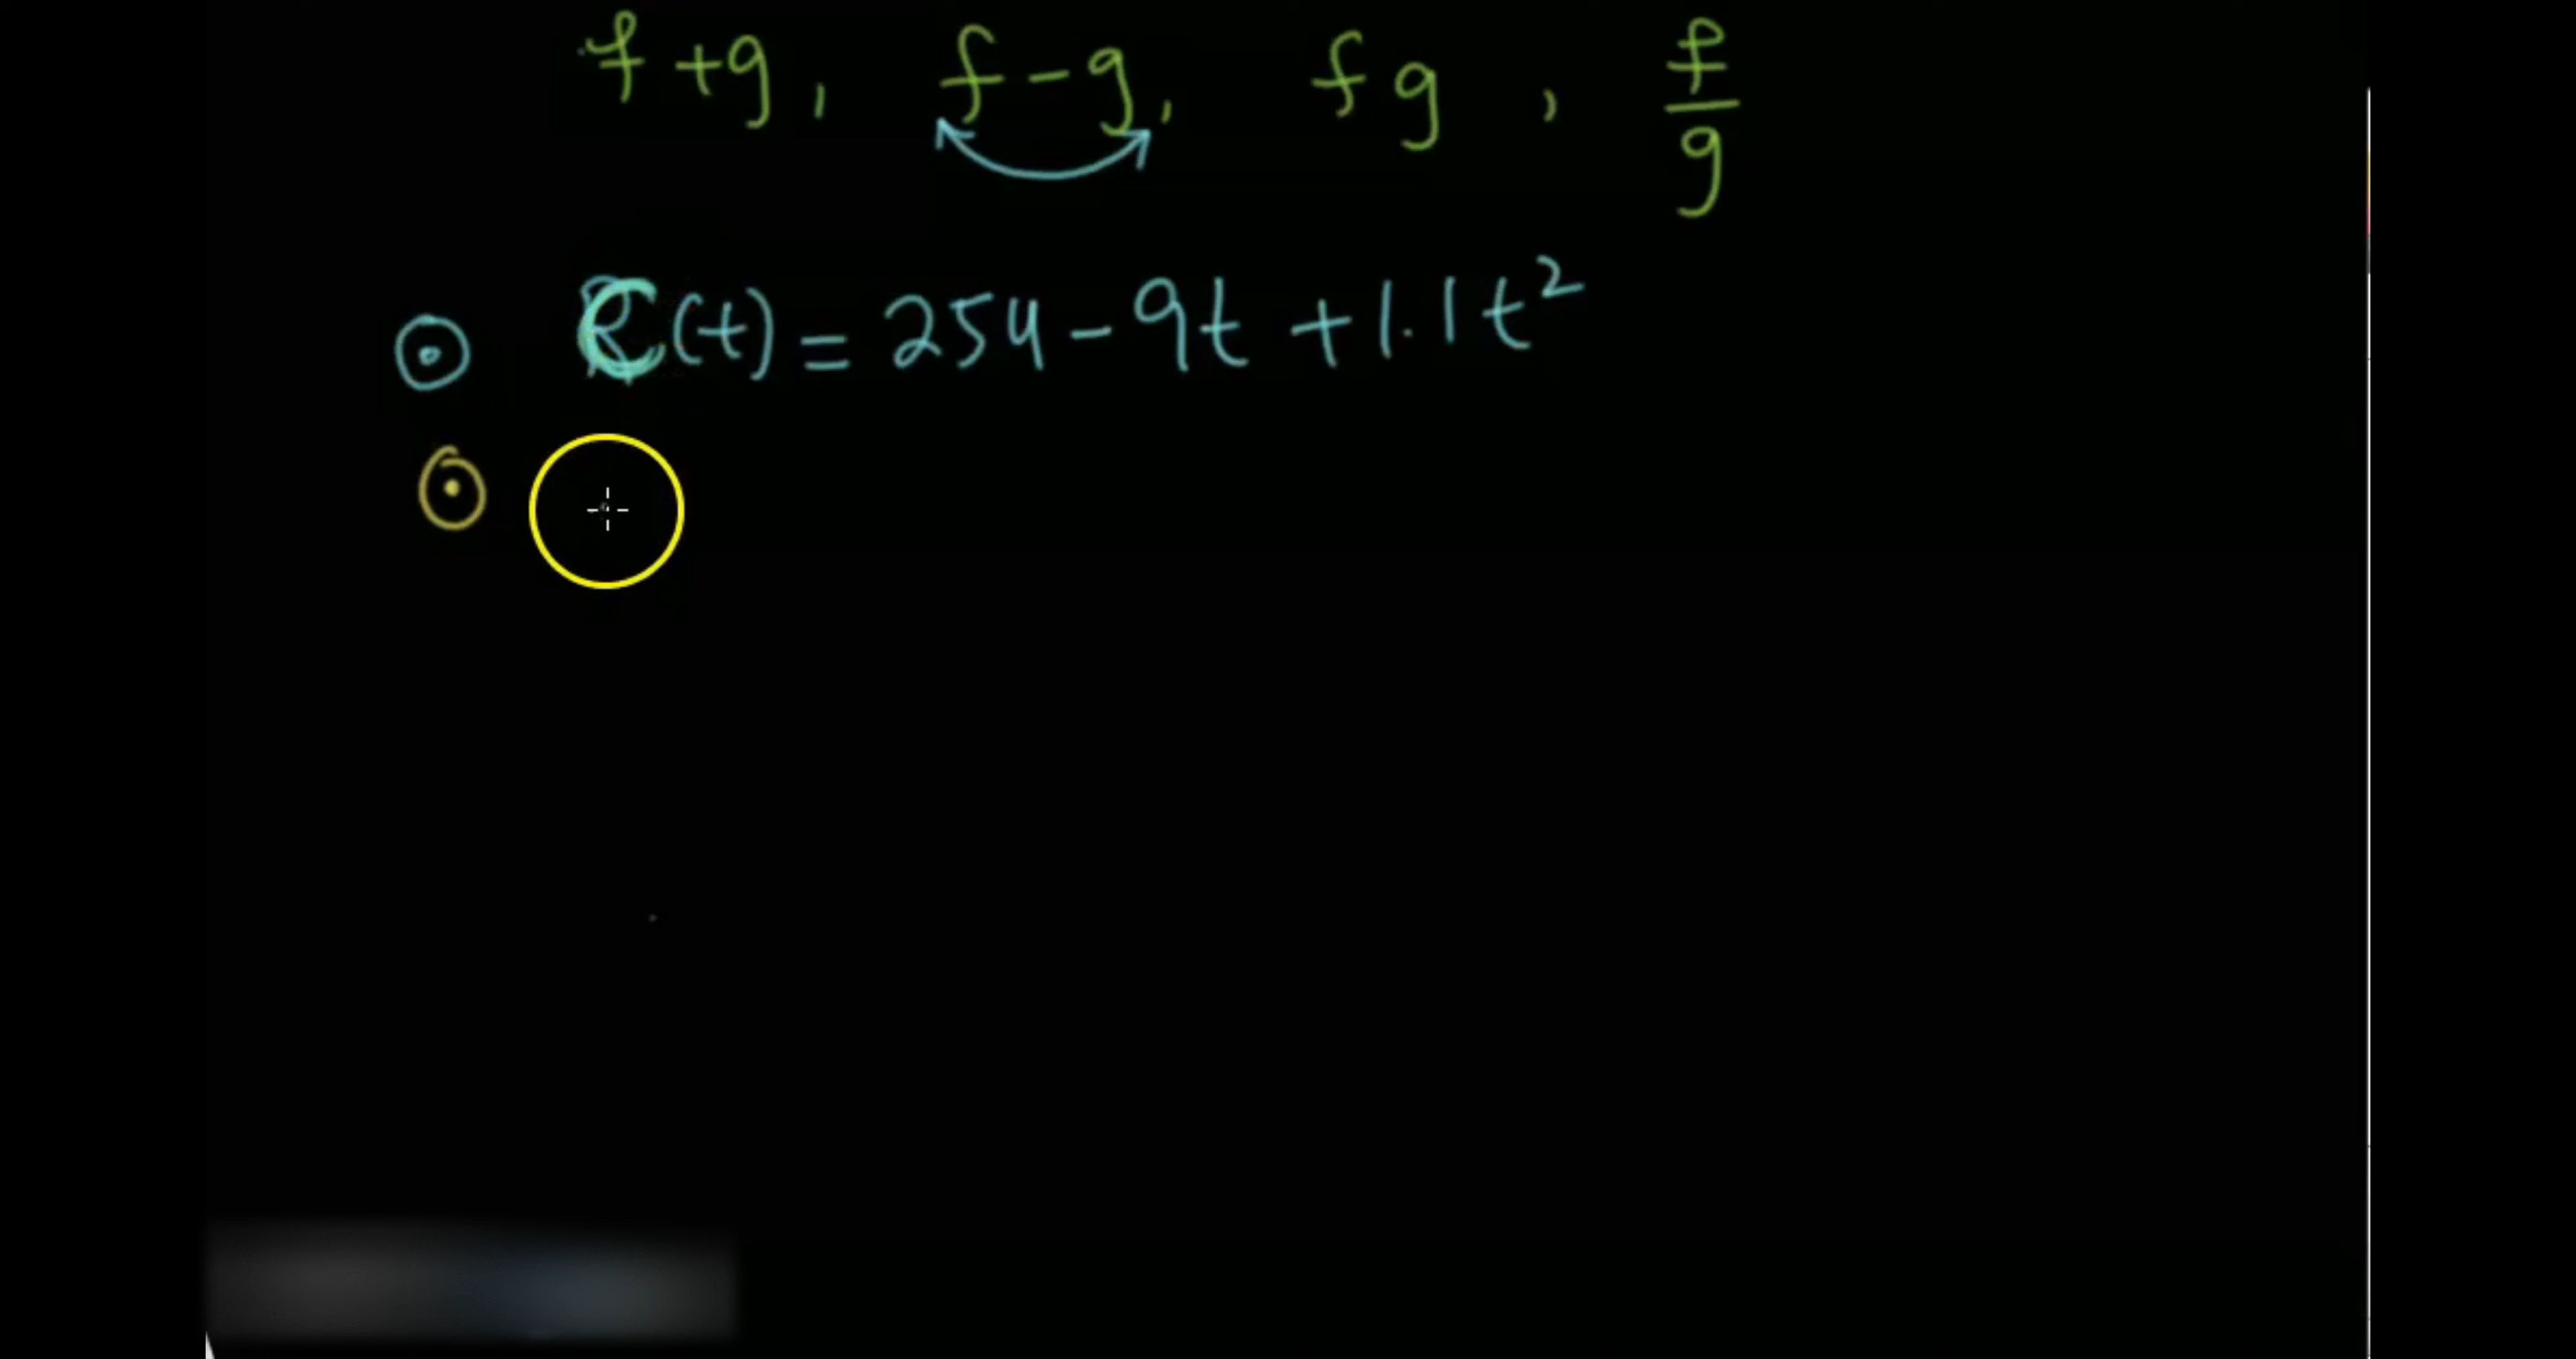 f+g, f-g, fg, f/g
C(t) = 254 - 9t + 1.1t²